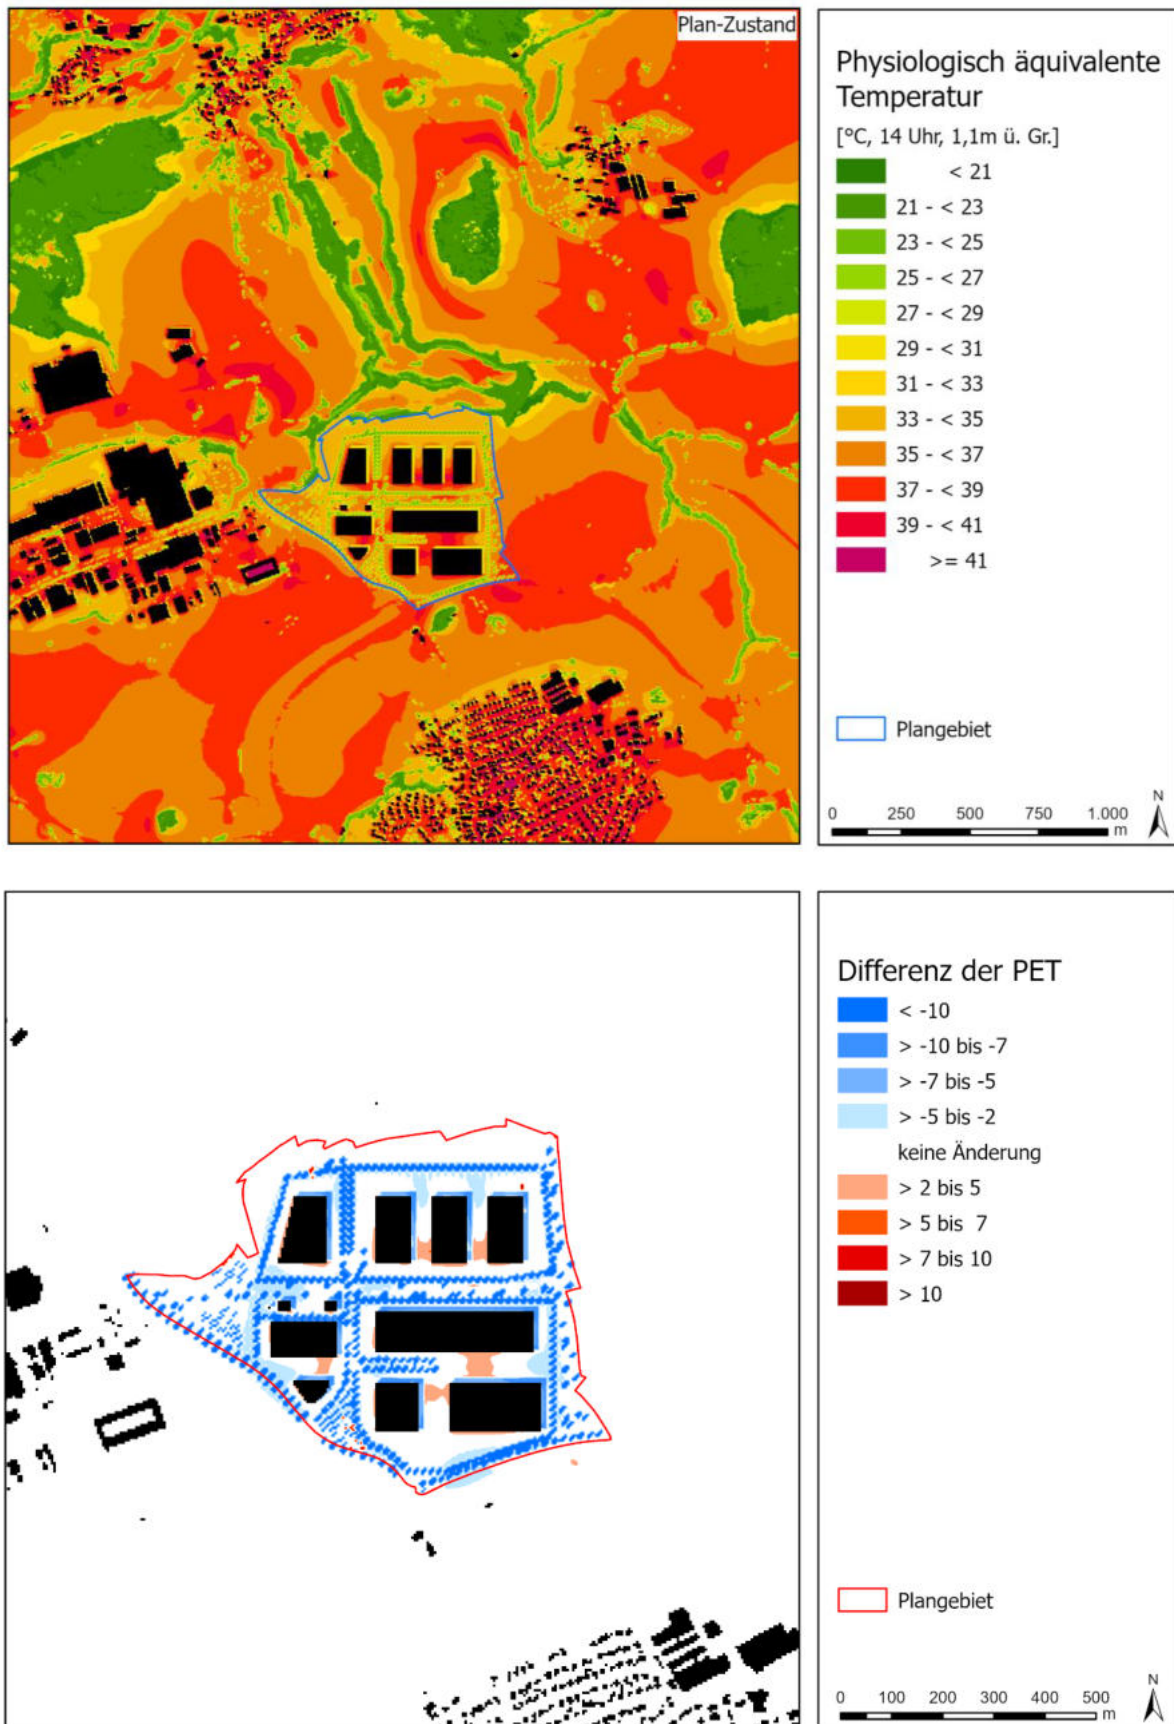 Plan-Zustand
Physiologisch äquivalente
Temperatur
[°C, 14 Uhr, 1,1m ü. Gr.]
< 21
21 - < 23
23 - < 25
25 - < 27
27 - < 29
29 - < 31
31 - < 33
33 - < 35
35 - < 37
37 - < 39
39 - < 41
>= 41
Plangebiet
N
0 250 500 750 1.000
m
Differenz der PET
< -10
> -10 bis -7
> -7 bis -5
> -5 bis -2
keine Änderung
> 2 bis 5
> 5 bis 7
> 7 bis 10
> 10
Plangebiet
N
0 100 200 300 400 500
m